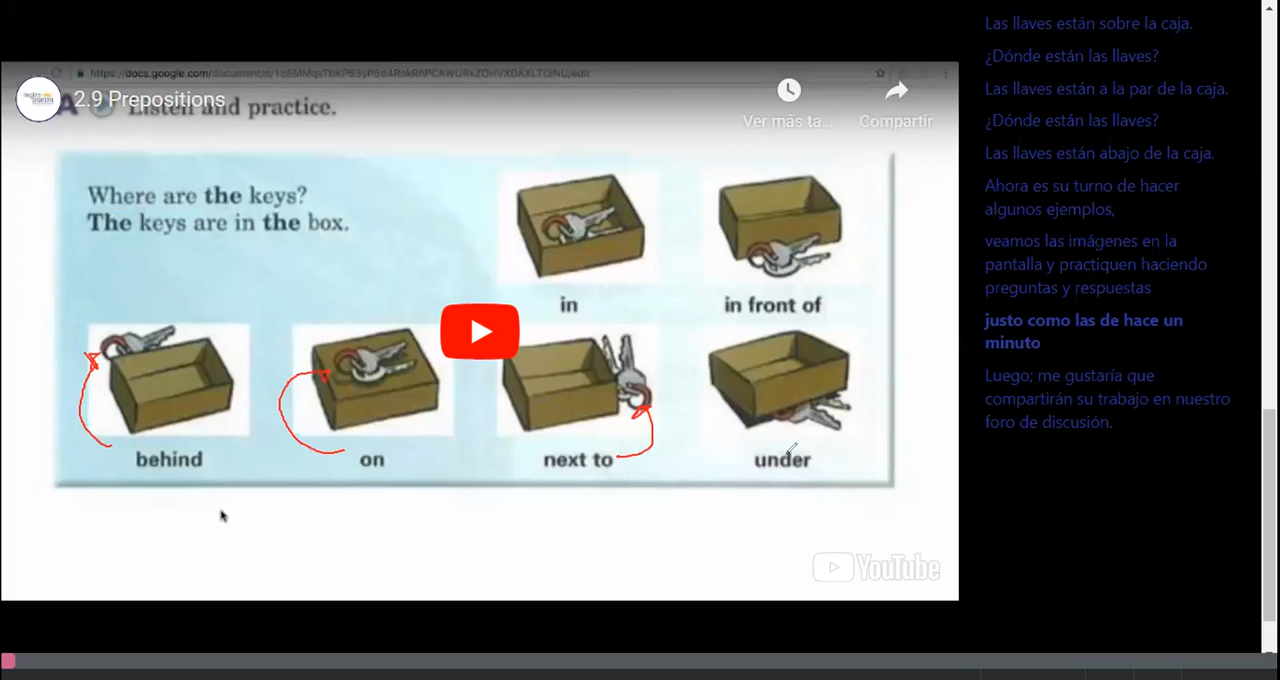 Las llaves están sobre la caja.
¿Dónde están las llaves?
Las llaves están a la par de la caja.
¿Dónde están las llaves?
Las llaves están abajo de la caja.
Ahora es su turno de hacer
algunos ejemplos,
veamos las imágenes en la
pantalla y practiquen haciendo
preguntas y respuestas
justo como las de hace un
minuto
Luego; me gustaría que
compartirán su trabajo en nuestro
foro de discusión.
2.9 Prepositions
A Listen and practice.
Ver más ta...
Compartir
Where are the keys?
The keys are in the box.
in
in front of
behind
on
next to
under
YouTube